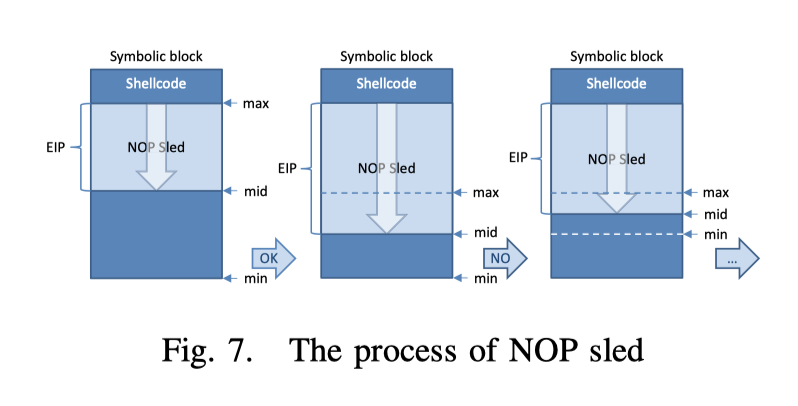 Symbolic block
Shellcode
max
EIP
NOP Sled
mid
min
OK
Symbolic block
Shellcode
EIP
NOP Sled
max
mid
min
NO
Symbolic block
Shellcode
EIP
NOP Sled
max
mid
min
...
Fig. 7. The process of NOP sled